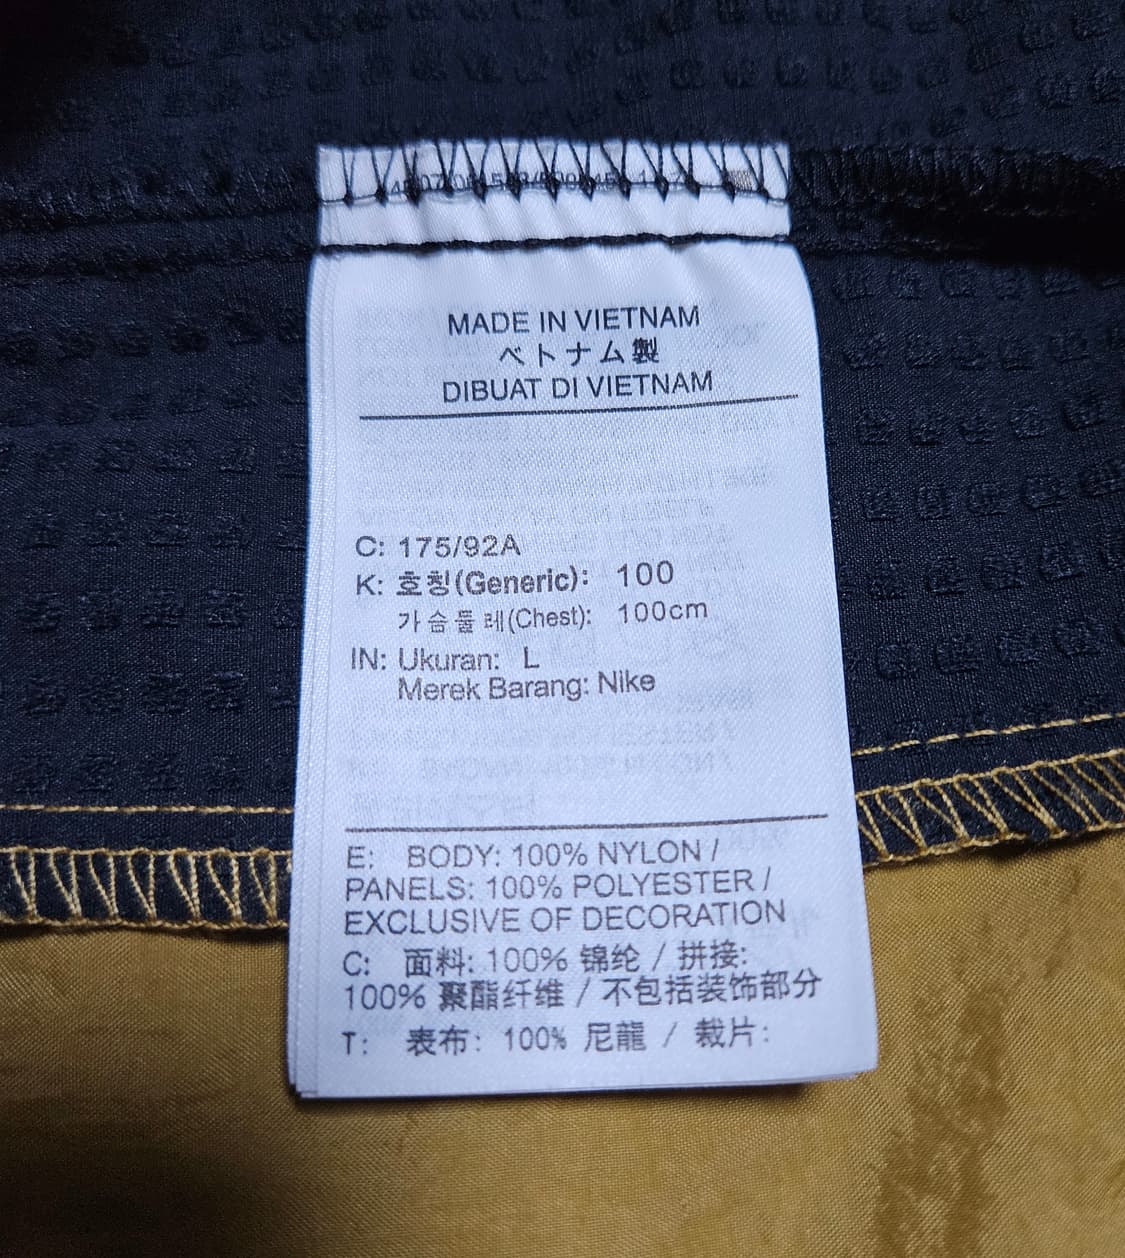 MADE IN VIETNAM
ベトナム製
DIBUAT DI VIETNAM
C: 175/92A
K: 호칭(Generic): 100
가슴둘레(Chest): 100cm
IN: Ukuran: L
Merek Barang: Nike
E: BODY: 100% NYLON /
PANELS: 100% POLYESTER /
EXCLUSIVE OF DECORATION
C: 面料: 100% 锦纶 / 拼接:
100% 聚酯纤维 / 不包括装饰部分
T: 表布: 100% 尼龍 / 裁片: